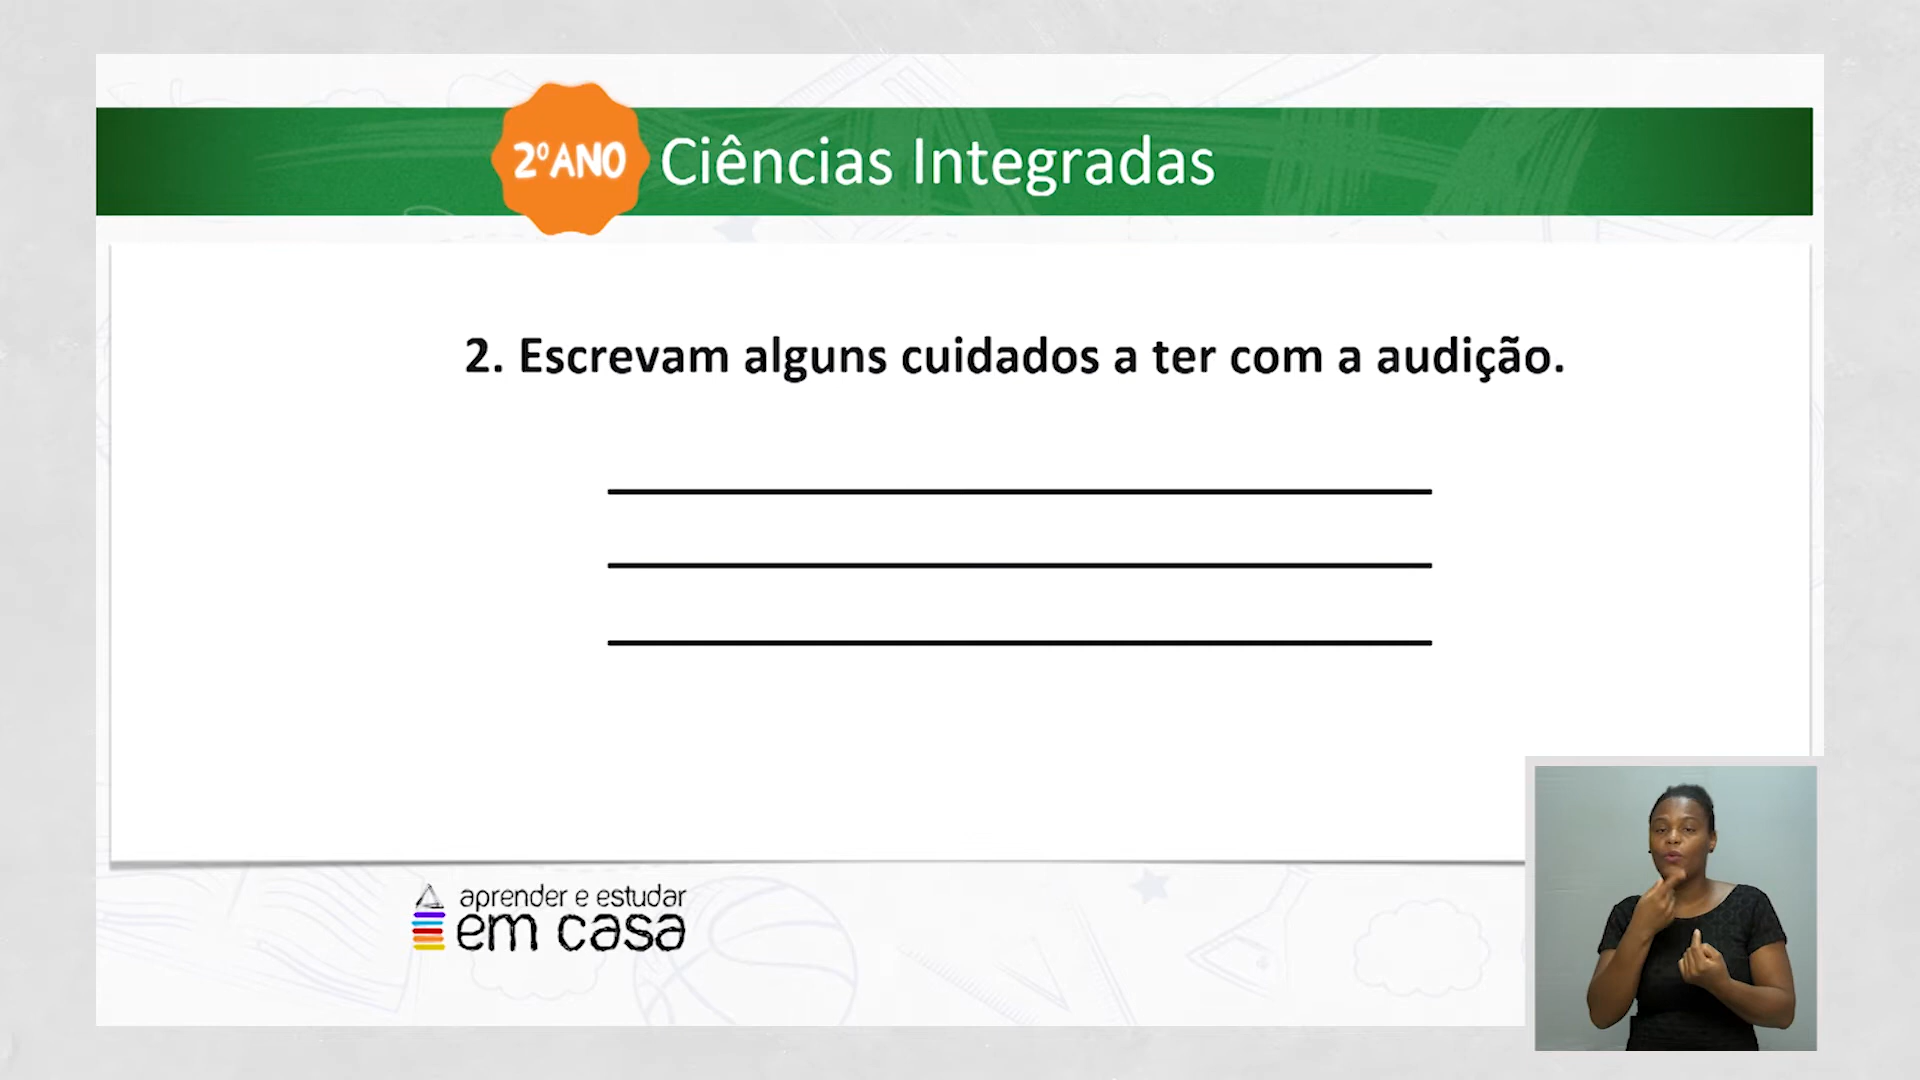 2ºANO Ciências Integradas
2. Escrevam alguns cuidados a ter com a audição.
aprender e estudar
em casa